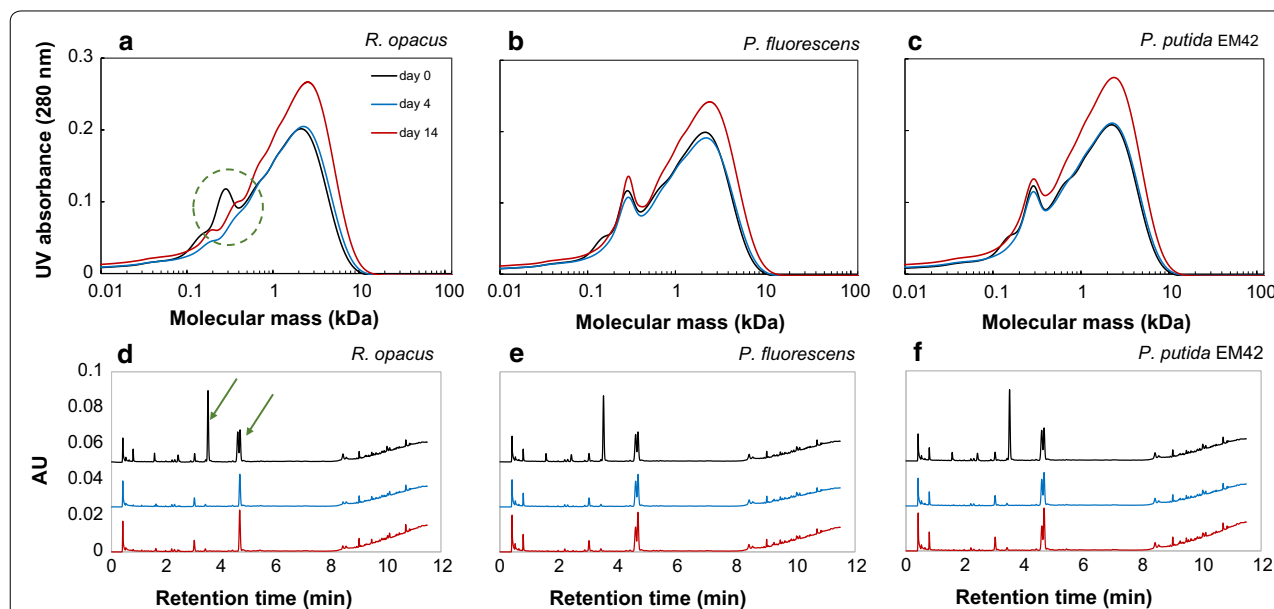 a R. opacus
b P. fluorescens
c P. putida EM42
UV absorbance (280 nm)
0.3
0.2
0.1
0
day 0
day 4
day 14
0.01 0.1 1 10 100
0.01 0.1 1 10 100
0.01 0.1 1 10 100
Molecular mass (kDa)
Molecular mass (kDa)
Molecular mass (kDa)
d R. opacus
e P. fluorescens
f P. putida EM42
AU
0.1
0.08
0.06
0.04
0.02
0
0 2 4 6 8 10 12
0 2 4 6 8 10 12
0 2 4 6 8 10 12
Retention time (min)
Retention time (min)
Retention time (min)